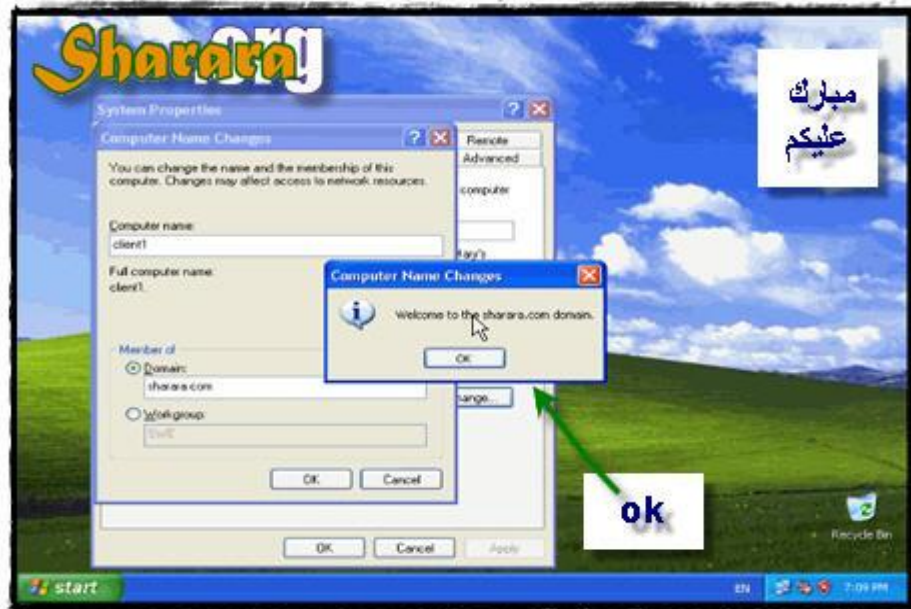 Sharara.org
مبارك
عليكم
System Properties
Computer Name Changes
Remote
Advanced
You can change the name and the membership of this
computer. Changes may affect access to network resources.
computer
Computer name:
client1
Full computer name:
client1.
Computer Name Changes
Welcome to the sharara.com domain.
OK
Member of
Domain:
sharara.com
Workgroup:
OK
Cancel
ok
OK
Cancel
Apply
Recycle Bin
start
EN
7:09 PM